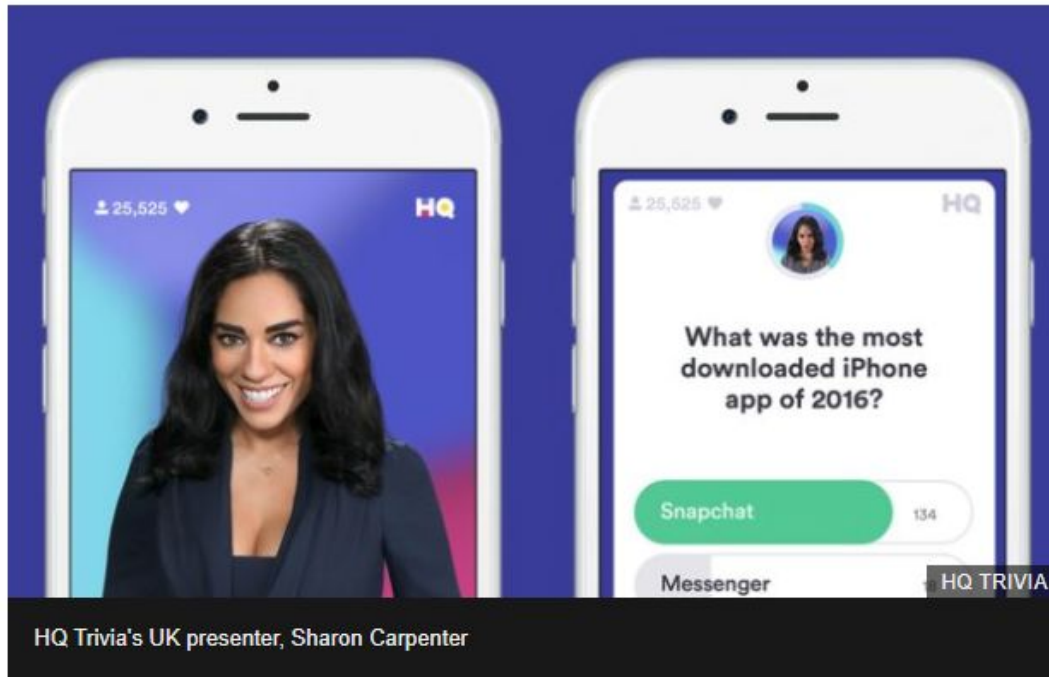 25,525
HQ
25,525
HQ
What was the most
downloaded iPhone
app of 2016?
Snapchat
134
Messenger
HQ TRIVIA
HQ Trivia's UK presenter, Sharon Carpenter